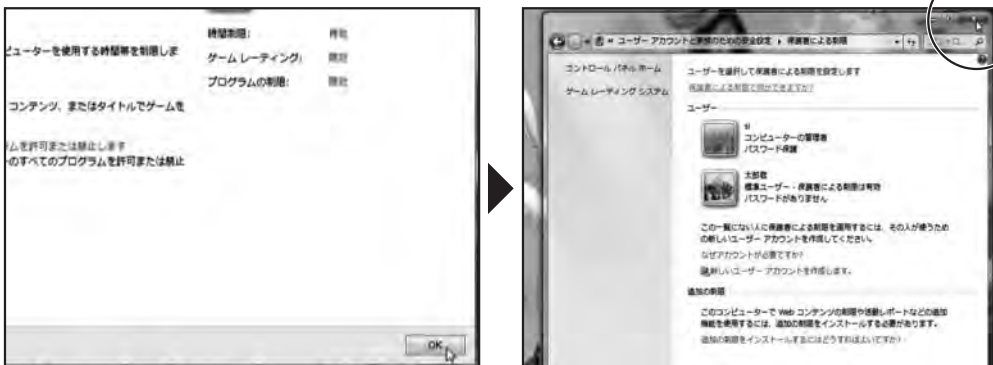 時間制限:
ピューターを使用する時間帯を制限しま
ゲーム レーティング:
プログラムの制限:
コンテンツ、またはタイトルでゲームを
ムを許可または禁止します
のすべてのプログラムを許可または禁止
OK
ユーザー アカウントと家族のための安全設定 ▸ 保護者による制限
コントロール パネル ホーム
ゲーム レーティング システム
ユーザーを選択して保護者による制限を設定します
保護者による制限で何ができますか?
ユーザー
コンピューターの管理者
パスワード保護
太郎君
標準ユーザー - 保護者による制限は有効
パスワードがありません
この一覧にない人に保護者による制限を適用するには、その人が使うため
の新しいユーザー アカウントを作成してください。
なぜアカウントが必要ですか?
新しいユーザー アカウントを作成します。
追加の制限
このコンピューターで Web コンテンツの制限や活動レポートなどの追加
機能を使用するには、追加の制限をインストールする必要があります。
追加の制限をインストールするにはどうすればよいですか?